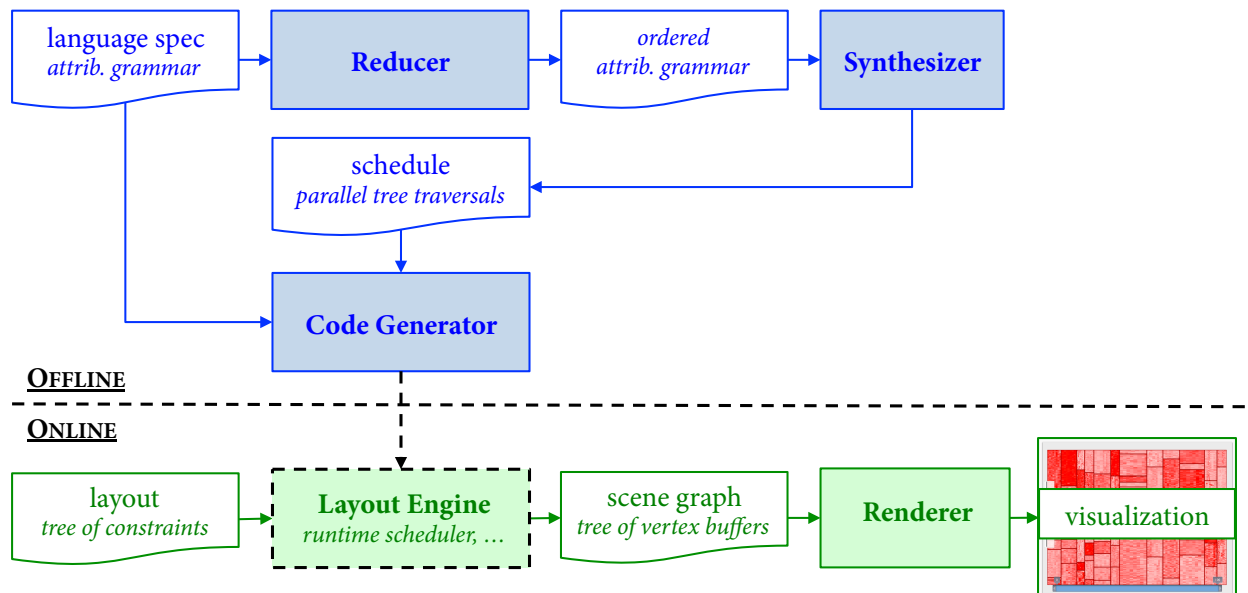 language spec
attrib. grammar
Reducer
ordered
attrib. grammar
Synthesizer
schedule
parallel tree traversals
Code Generator
OFFLINE
ONLINE
layout
tree of constraints
Layout Engine
runtime scheduler, …
scene graph
tree of vertex buffers
Renderer
visualization